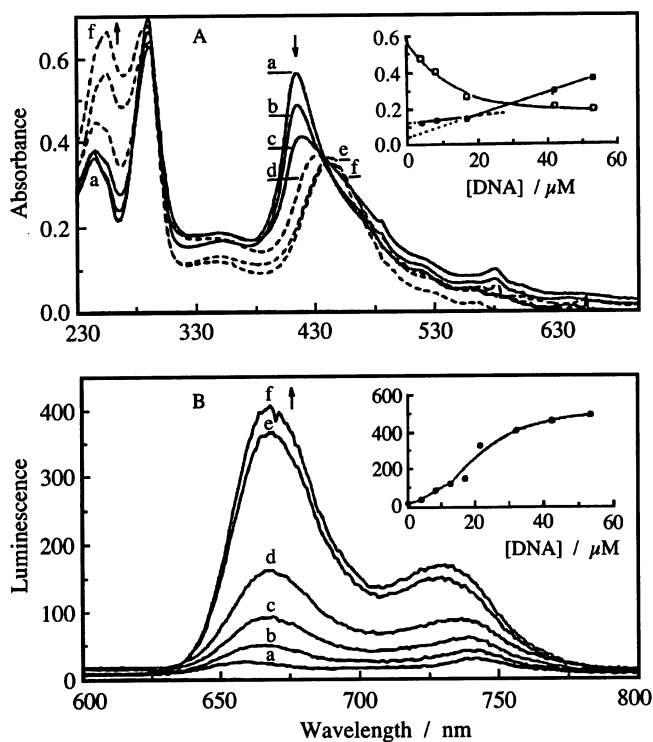 A
f
a
a
b
c
d
e
f
Absorbance
0.6
0.4
0.2
0.0
230 330 430 530 630
0.6
0.4
0.2
0.0
0 20 40 60
[DNA] / μM
B
f
e
d
c
b
a
Luminescence
400
300
200
100
0
600 650 700 750 800
Wavelength / nm
600
400
200
0
0 20 40 60
[DNA] / μM